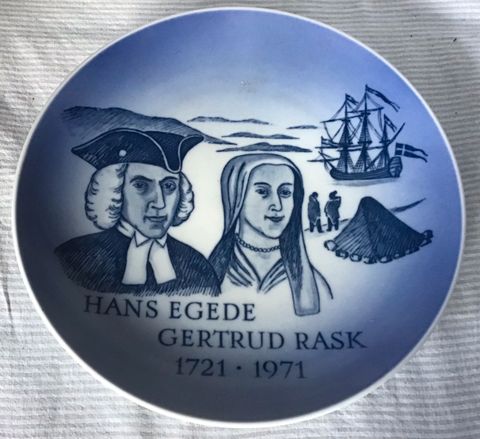 HANS EGEDE
GERTRUD RASK
1721 · 1971